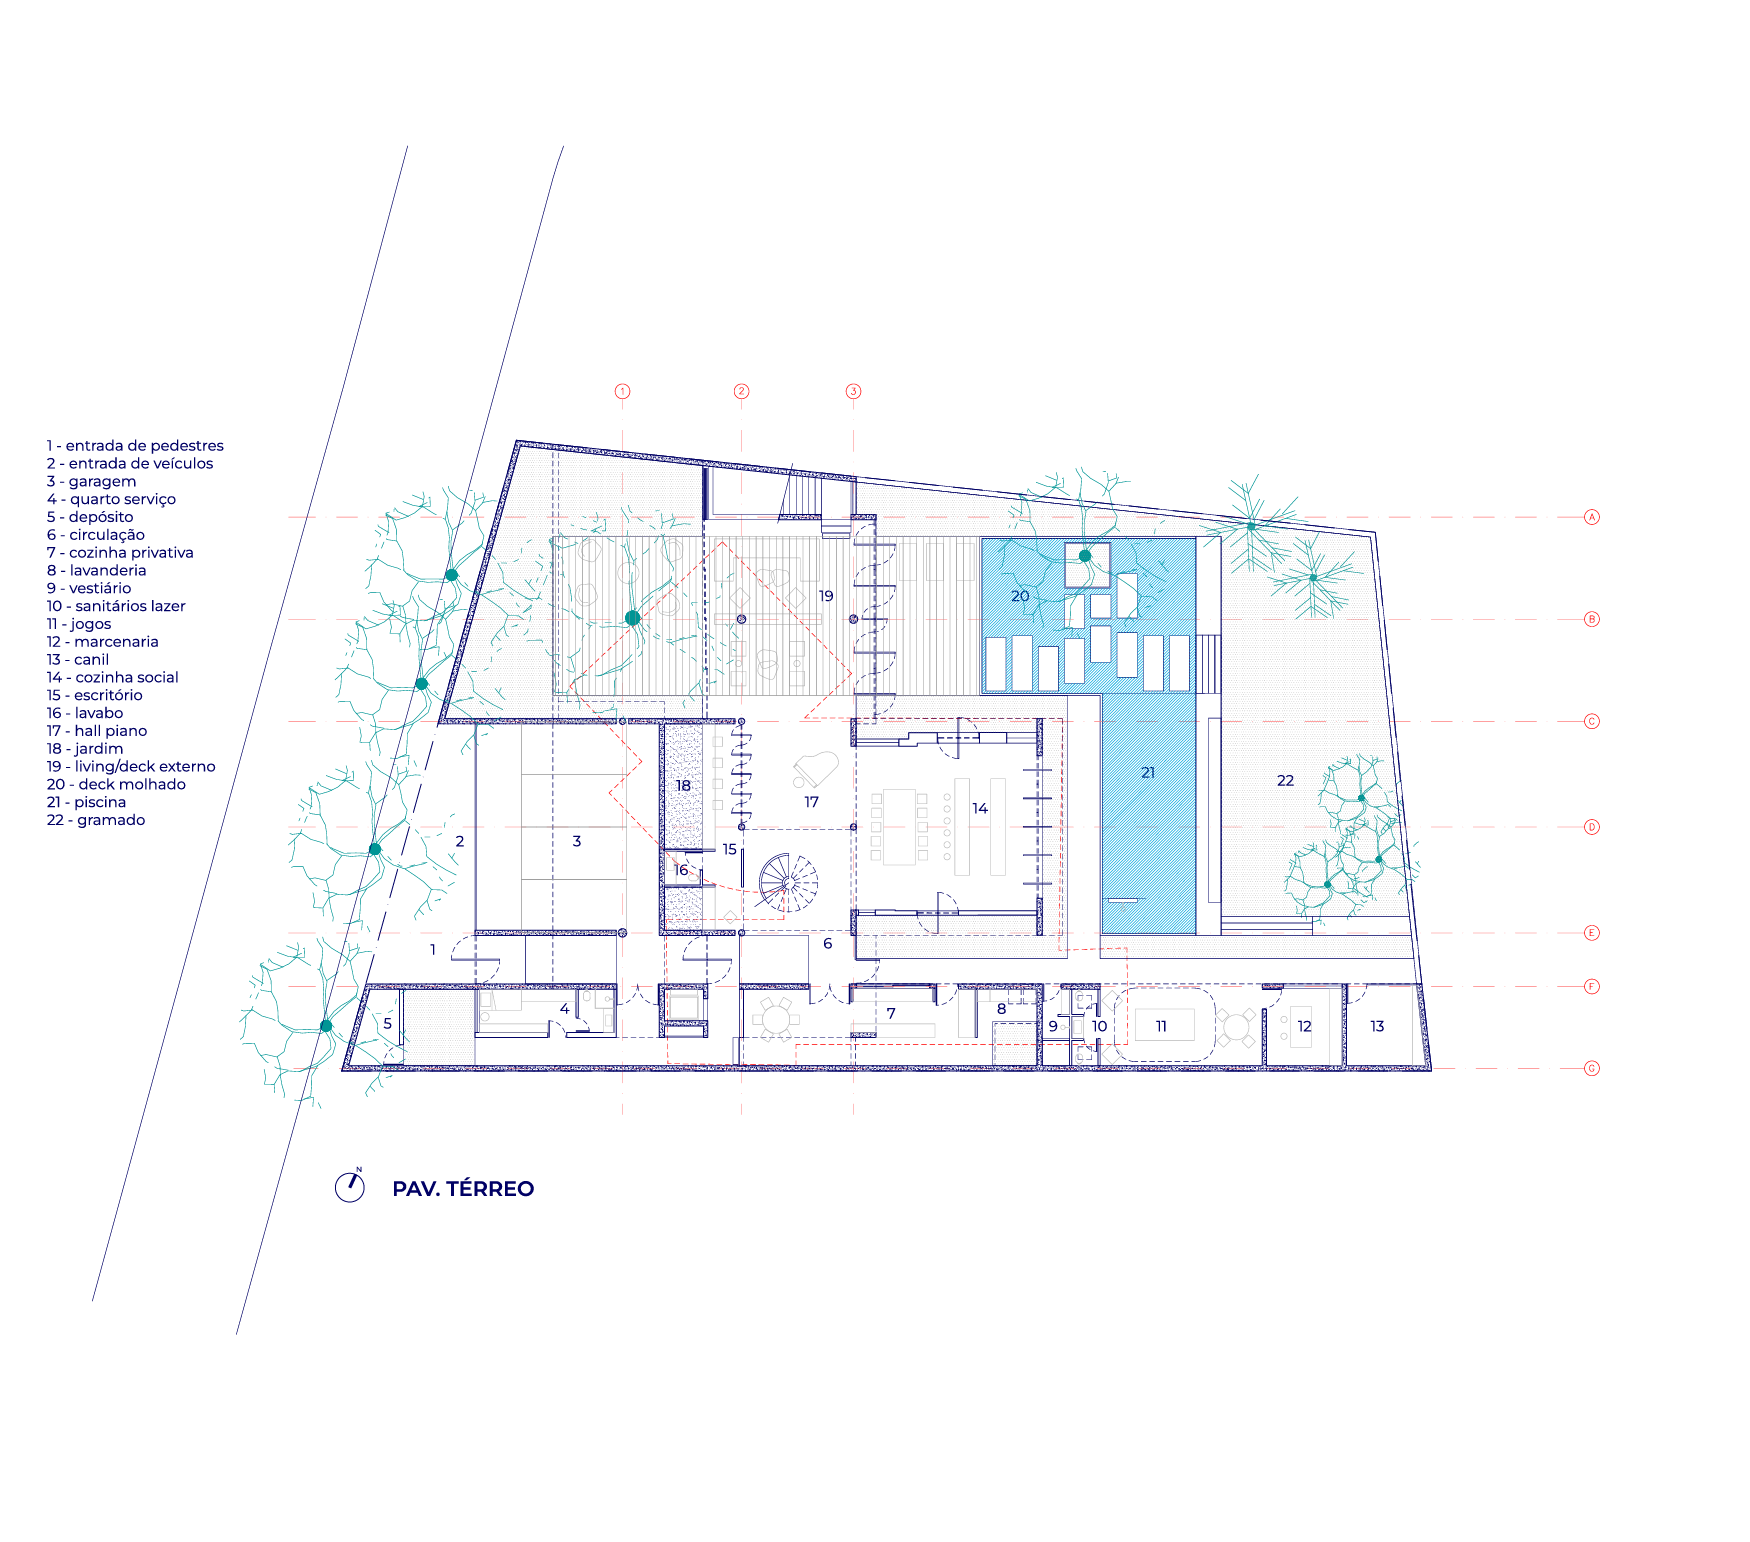 1 2 3
1 - entrada de pedestres
2 - entrada de veículos
3 - garagem
4 - quarto serviço
5 - depósito
6 - circulação
7 - cozinha privativa
8 - lavanderia
9 - vestiário
10 - sanitários lazer
11 - jogos
12 - marcenaria
13 - canil
14 - cozinha social
15 - escritório
16 - lavabo
17 - hall piano
18 - jardim
19 - living/deck externo
20 - deck molhado
21 - piscina
22 - gramado
A
19
20
B
C
21
22
18
17
14
D
2
3
15
16
E
1
6
F
5
4
7
8
9
10
11
12
13
G
N
PAV. TÉRREO